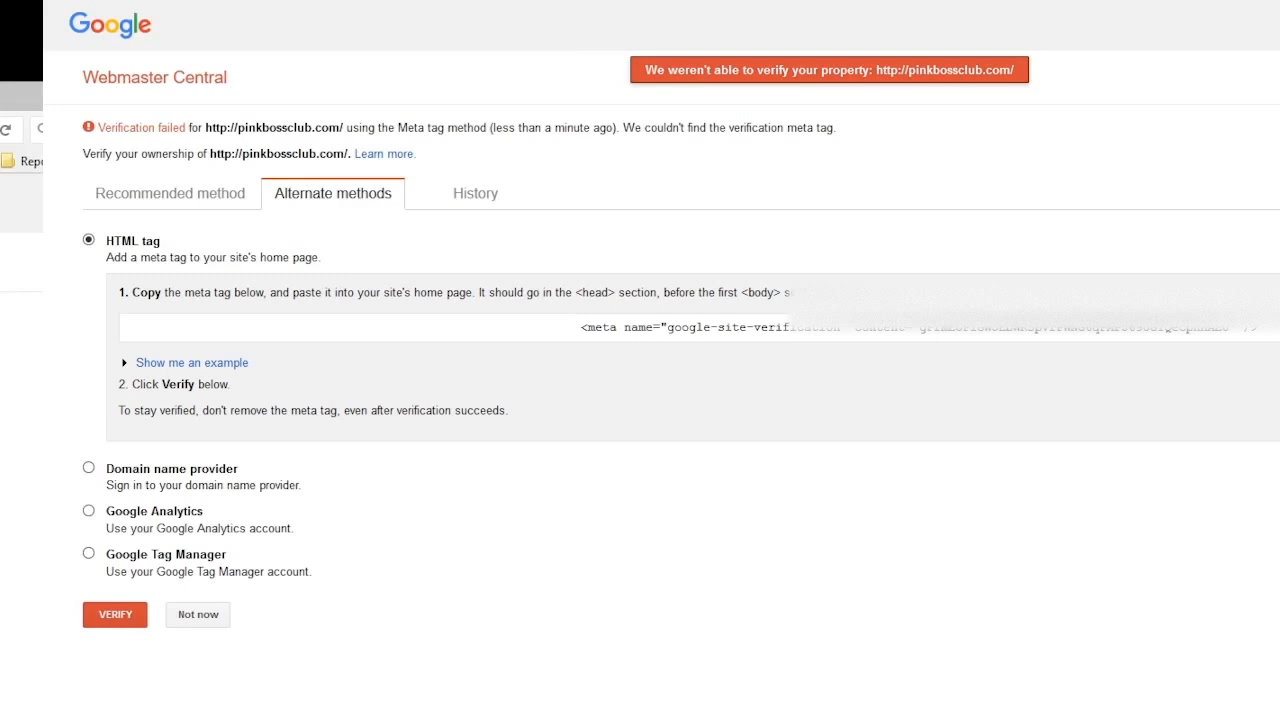 Google
Webmaster Central
We weren't able to verify your property: http://pinkbossclub.com/
Verification failed for http://pinkbossclub.com/ using the Meta tag method (less than a minute ago). We couldn't find the verification meta tag.
Verify your ownership of http://pinkbossclub.com/. Learn more.
Recommended method Alternate methods History
HTML tag
Add a meta tag to your site's home page.
1. Copy the meta tag below, and paste it into your site's home page. It should go in the <head> section, before the first <body>
<meta name="google-site-verification"
Show me an example
2. Click Verify below.
To stay verified, don't remove the meta tag, even after verification succeeds.
Domain name provider
Sign in to your domain name provider.
Google Analytics
Use your Google Analytics account.
Google Tag Manager
Use your Google Tag Manager account.
VERIFY Not now